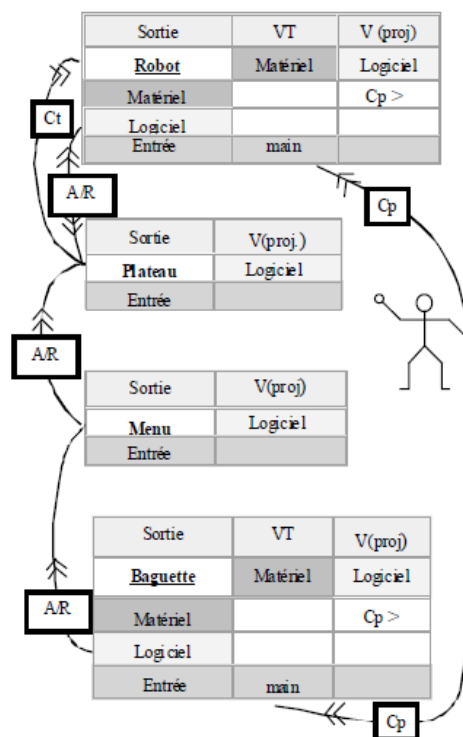 Sortie VT V (proj)
Robot Matériel Logiciel
Matériel Cp >
Logiciel
Entrée main
Ct
A/R
Cp
Sortie V(proj.)
Plateau Logiciel
Entrée
A/R
Sortie V(proj)
Menu Logiciel
Entrée
Sortie VT V(proj)
Baguette Matériel Logiciel
Matériel Cp >
Logiciel
Entrée main
A/R
Cp